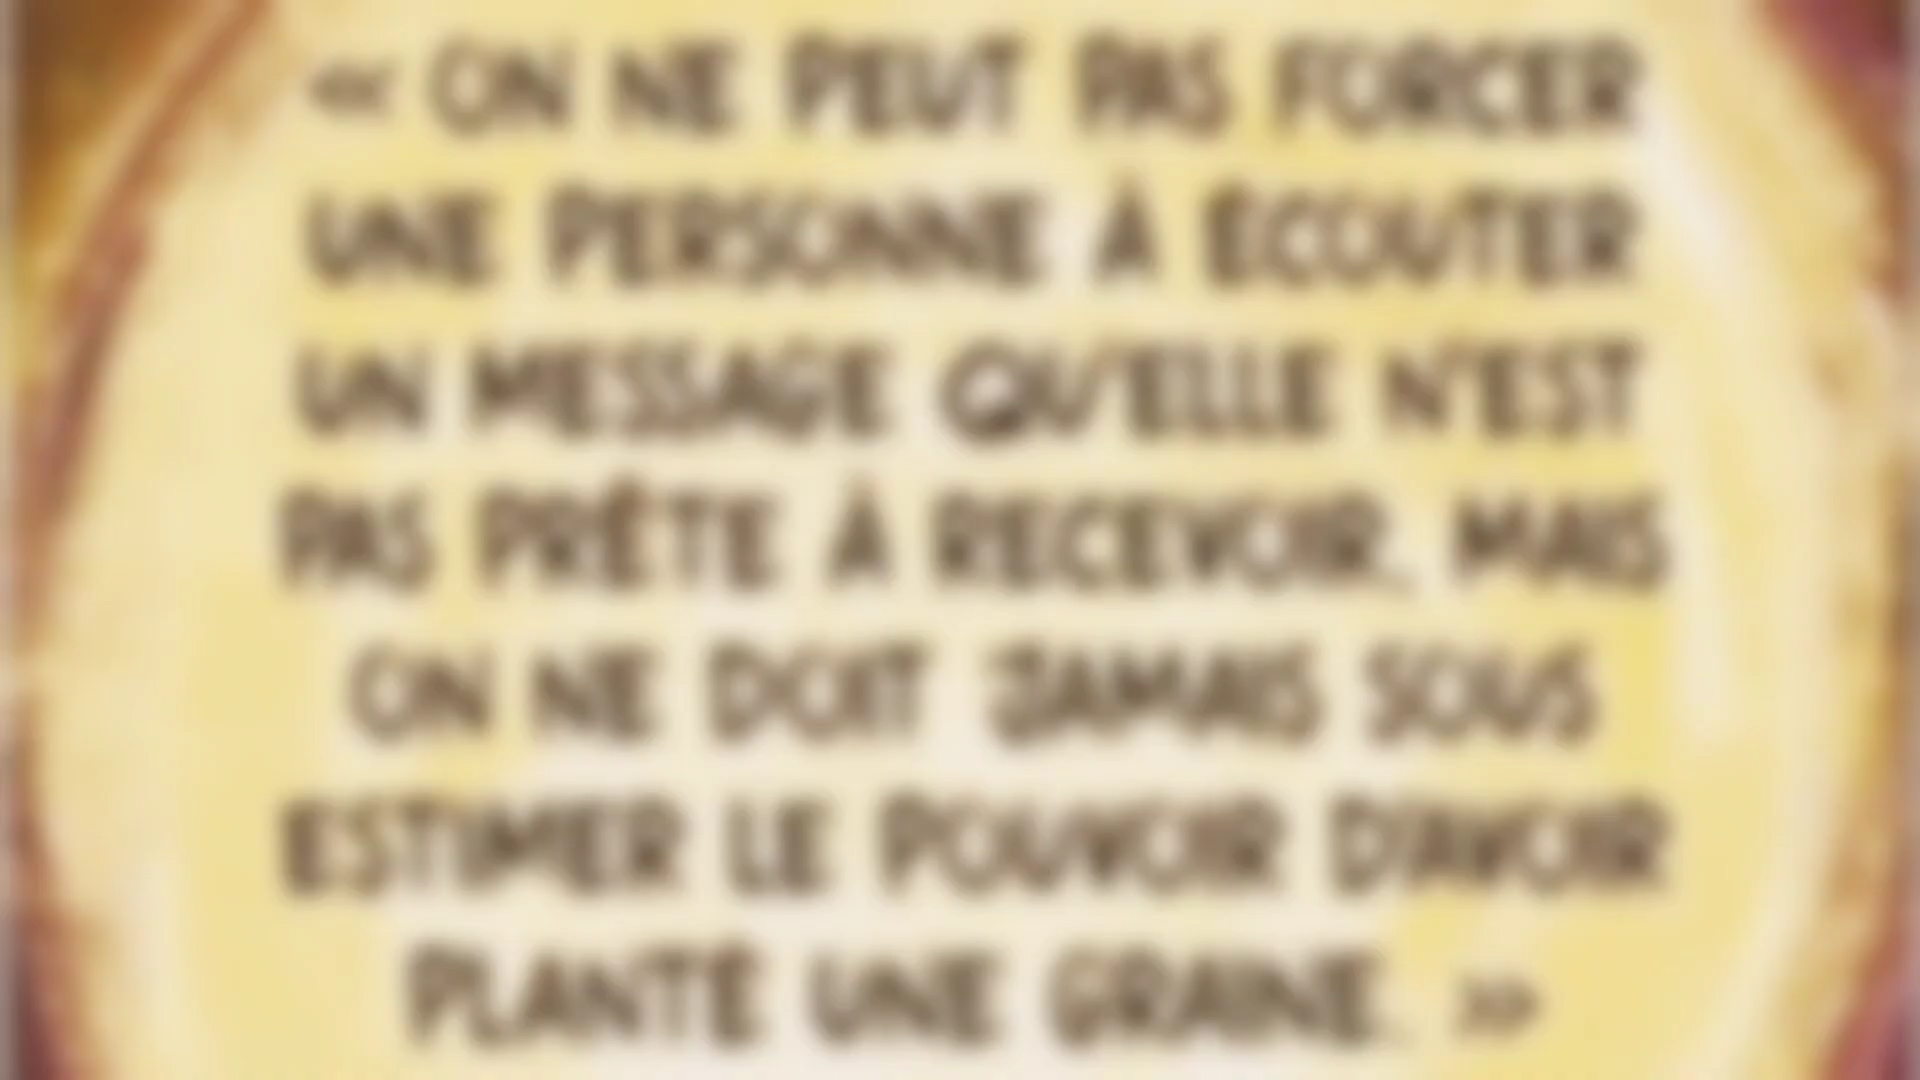 « ON NE PEUT PAS FORCER
UNE PERSONNE À ÉCOUTER
UN MESSAGE QU'ELLE N'EST
PAS PRÊTE À RECEVOIR, MAIS
ON NE DOIT JAMAIS SOUS
ESTIMER LE POUVOIR D'AVOIR
PLANTÉ UNE GRAINE. »